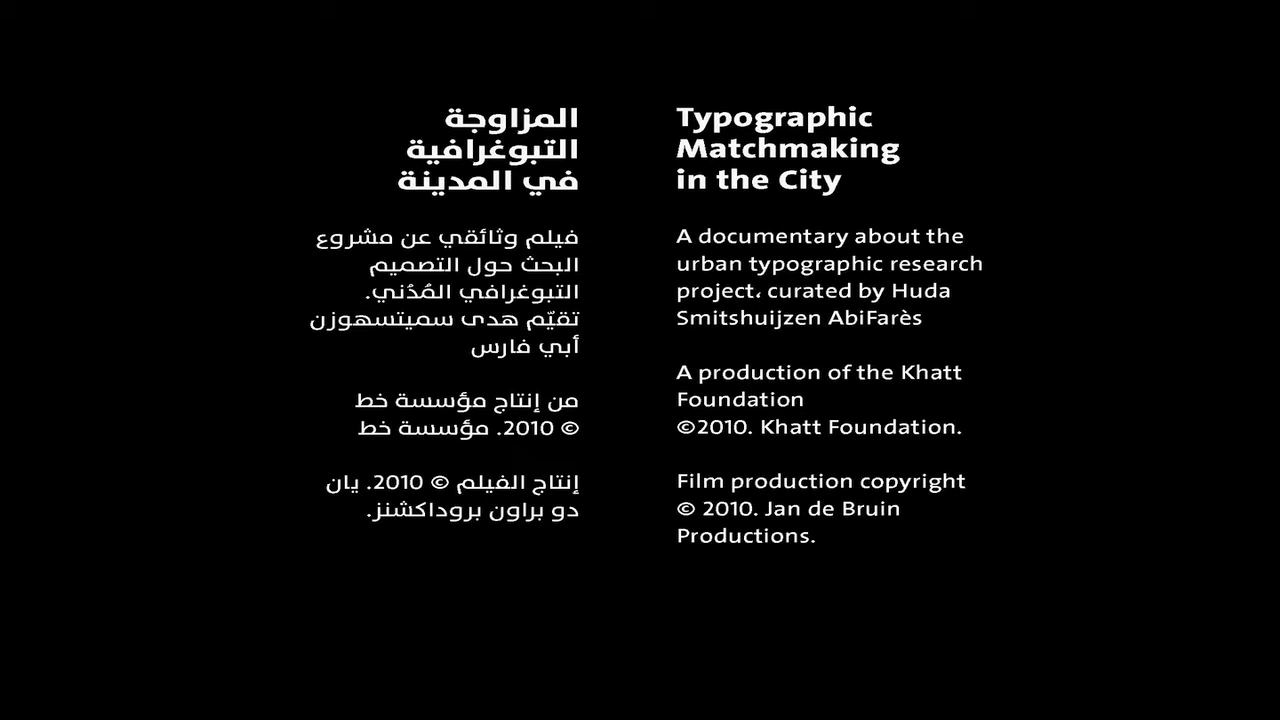 المزاوجة
التبوغرافية
في المدينة
فيلم وثائقي عن مشروع
البحث حول التصميم
التبوغرافي المُدُني.
تقيّم هدى سميتسهوزن
أبي فارس
من إنتاج مؤسسة خط
© 2010. مؤسسة خط
إنتاج الفيلم © 2010. يان
دو براون بروداكشنز.
Typographic
Matchmaking
in the City
A documentary about the
urban typographic research
project، curated by Huda
Smitshuijzen AbiFarès
A production of the Khatt
Foundation
©2010. Khatt Foundation.
Film production copyright
© 2010. Jan de Bruin
Productions.